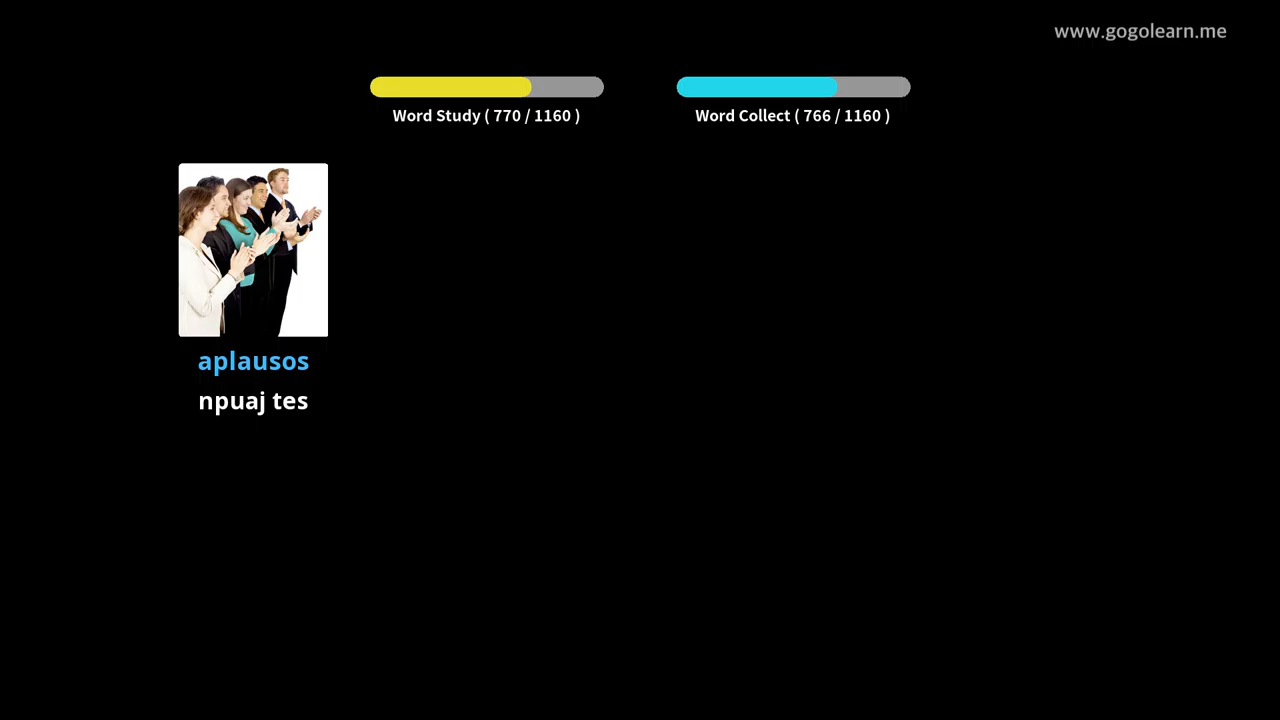 www.gogolearn.me
Word Study ( 770 / 1160 )
Word Collect ( 766 / 1160 )
aplausos
npuaj tes